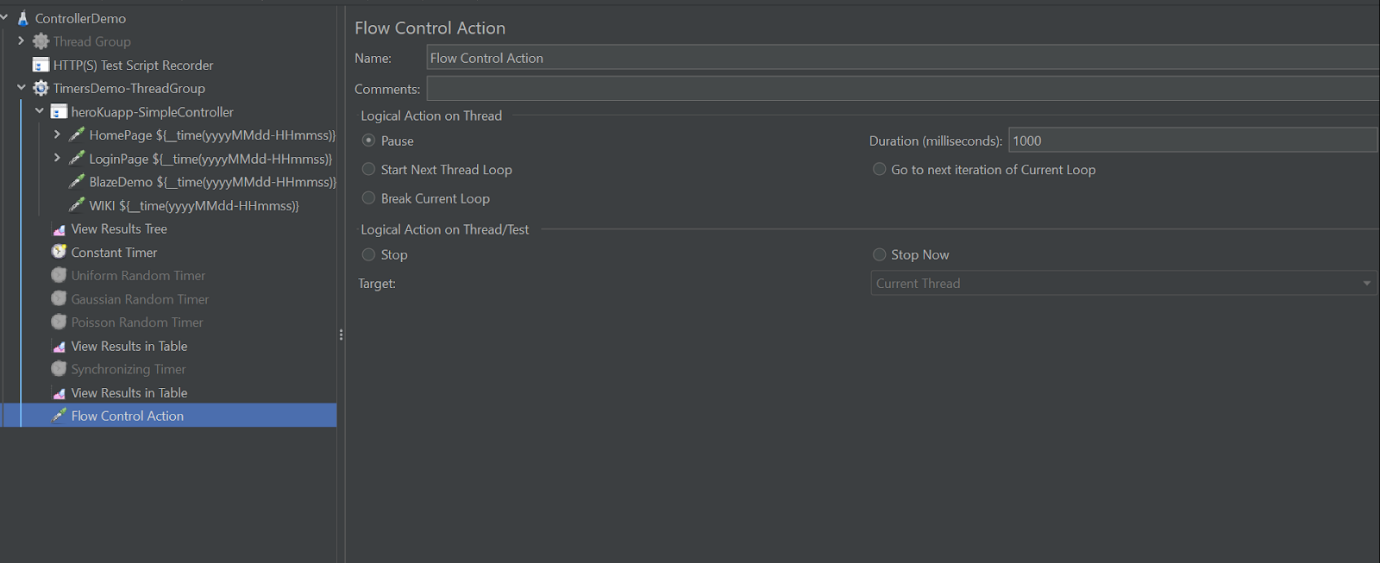 ControllerDemo
Thread Group
HTTP(S) Test Script Recorder
TimersDemo-ThreadGroup
heroKuapp-SimpleController
HomePage ${__time(yyyyMMdd-HHmmss)}
LoginPage ${__time(yyyyMMdd-HHmmss)}
BlazeDemo ${__time(yyyyMMdd-HHmmss)}
WIKI ${__time(yyyyMMdd-HHmmss)}
View Results Tree
Constant Timer
Uniform Random Timer
Gaussian Random Timer
Poisson Random Timer
View Results in Table
Synchronizing Timer
View Results in Table
Flow Control Action
Flow Control Action
Name: Flow Control Action
Comments:
Logical Action on Thread
Pause Duration (milliseconds): 1000
Start Next Thread Loop Go to next iteration of Current Loop
Break Current Loop
Logical Action on Thread/Test
Stop Stop Now
Target: Current Thread